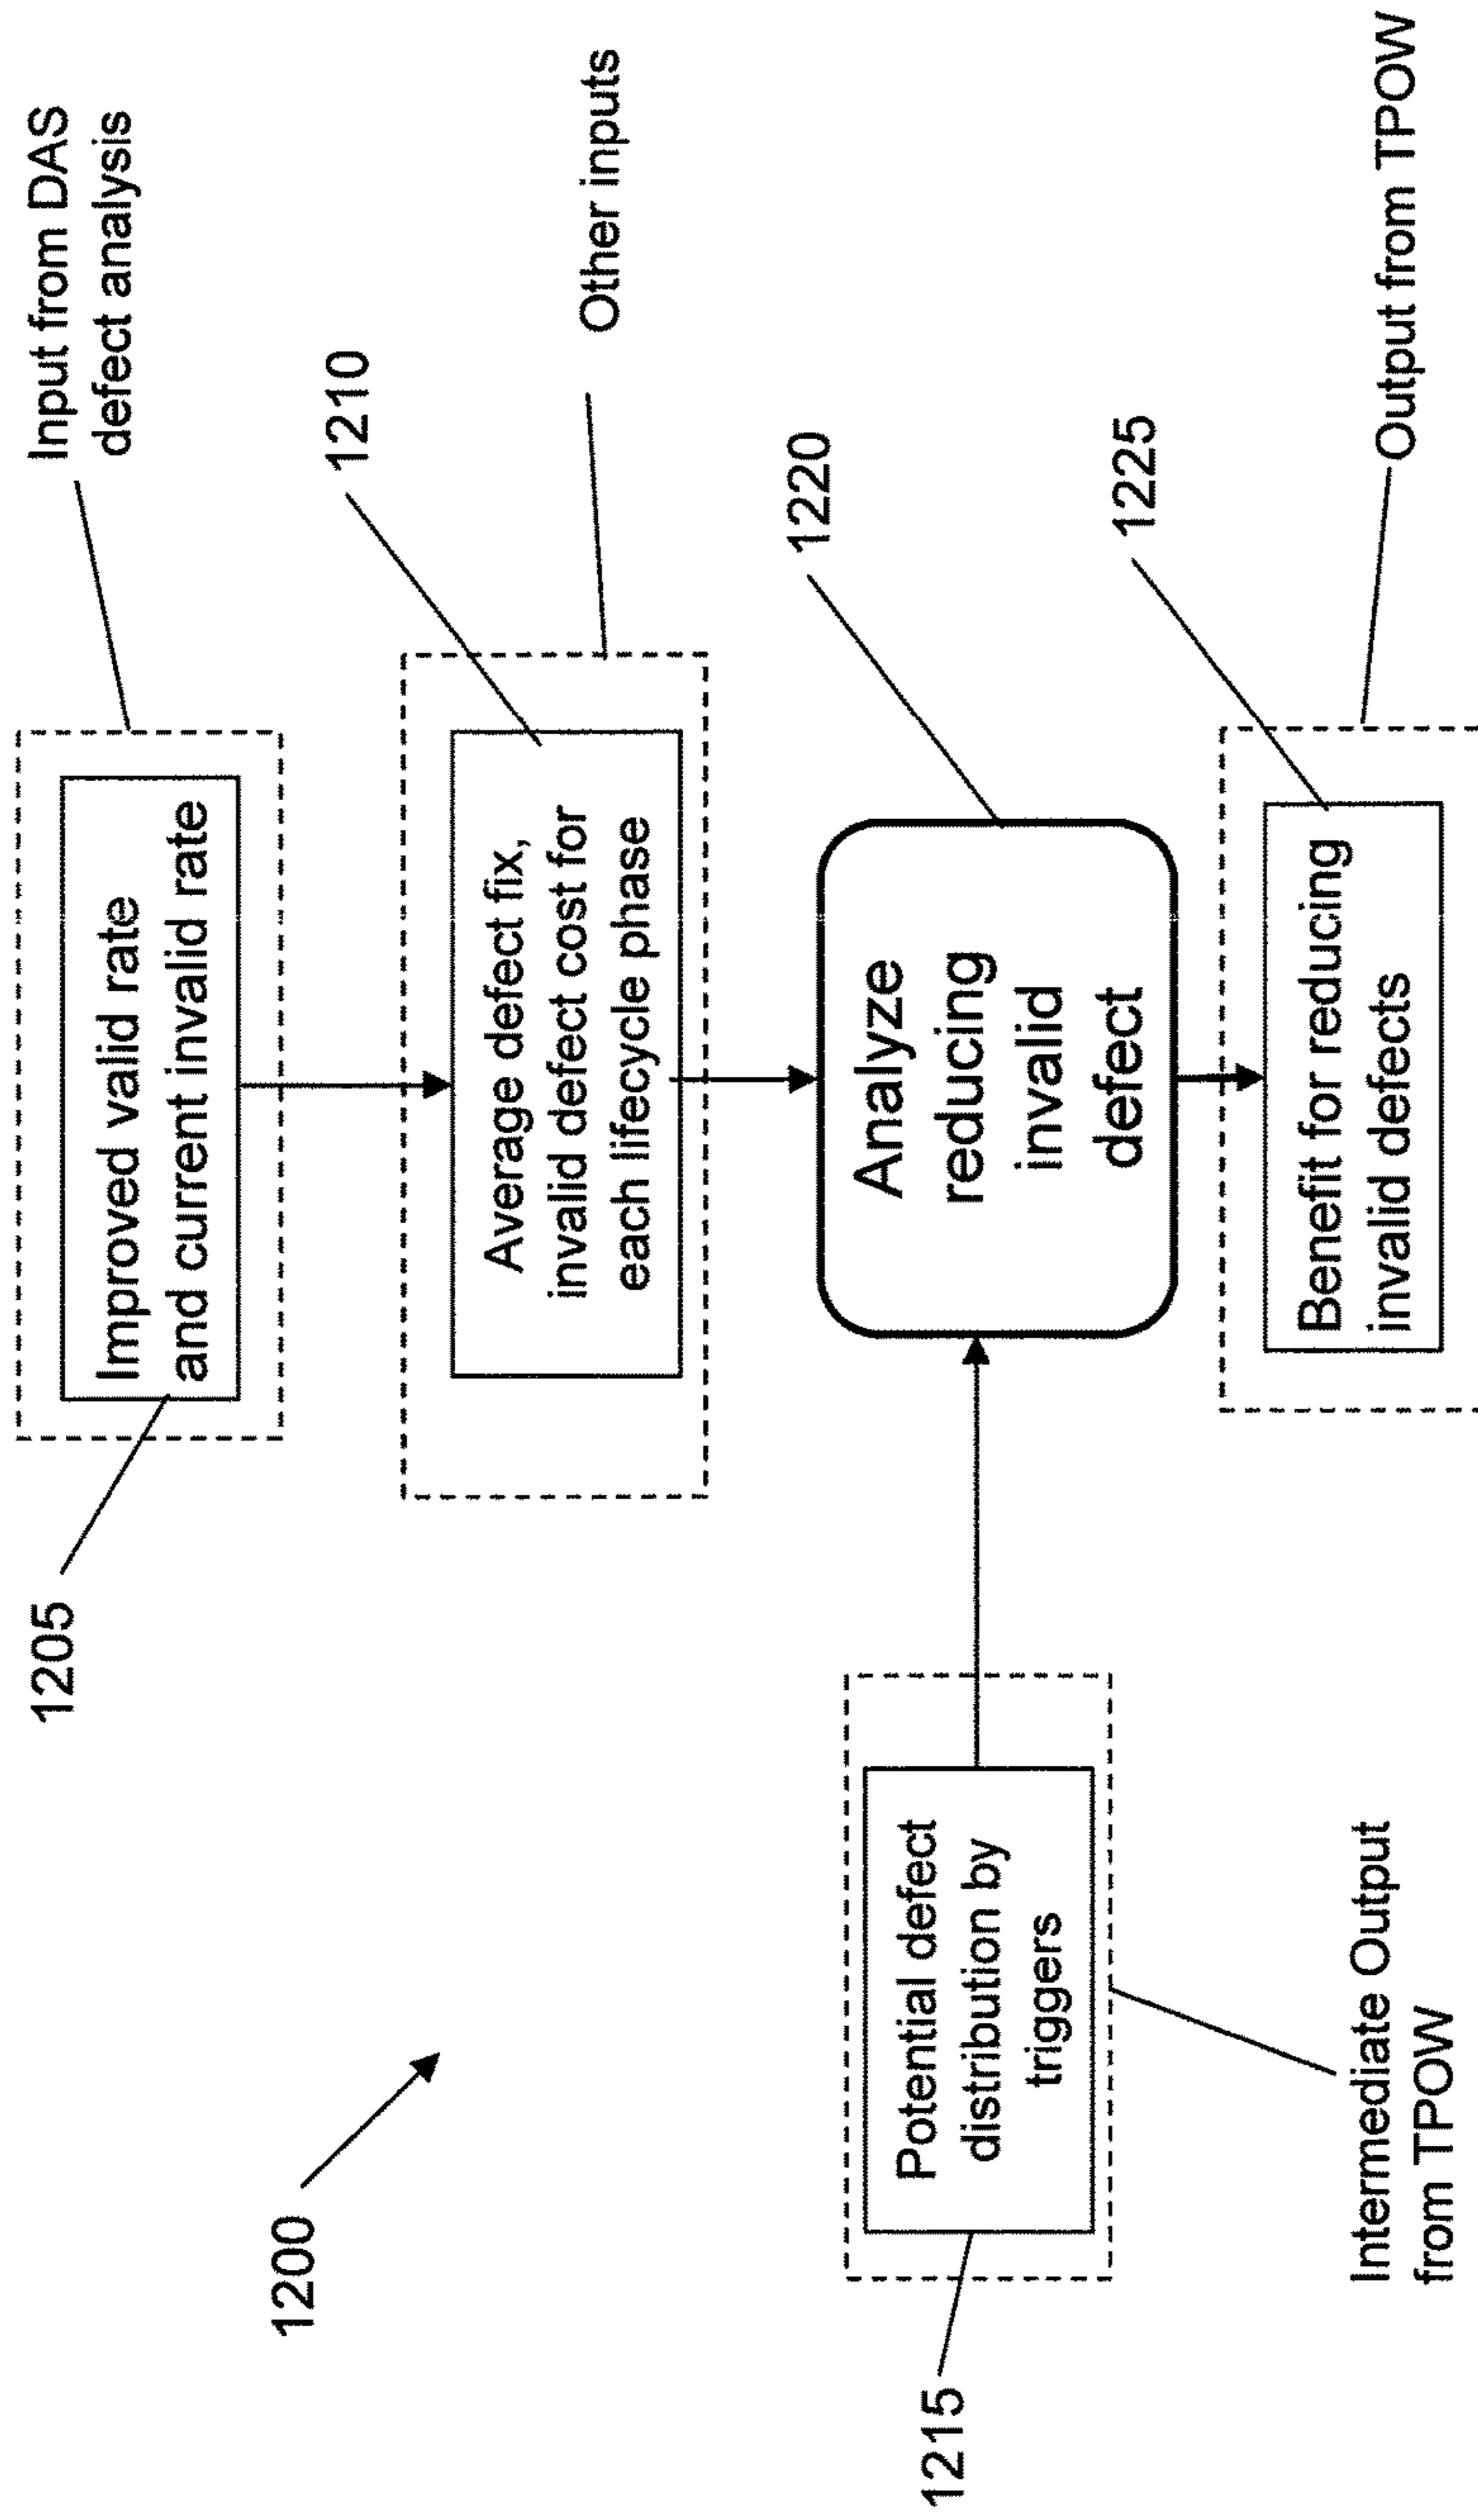 Input from DAS
defect analysis
1205
Improved valid rate
and current invalid rate
1210
Other inputs
1200
Average defect fix,
invalid defect cost for
each lifecycle phase
1220
1215
Potential defect
distribution by
triggers
Analyze
reducing
invalid
defect
1225
Intermediate Output
from TPOW
Benefit for reducing
invalid defects
Output from TPOW